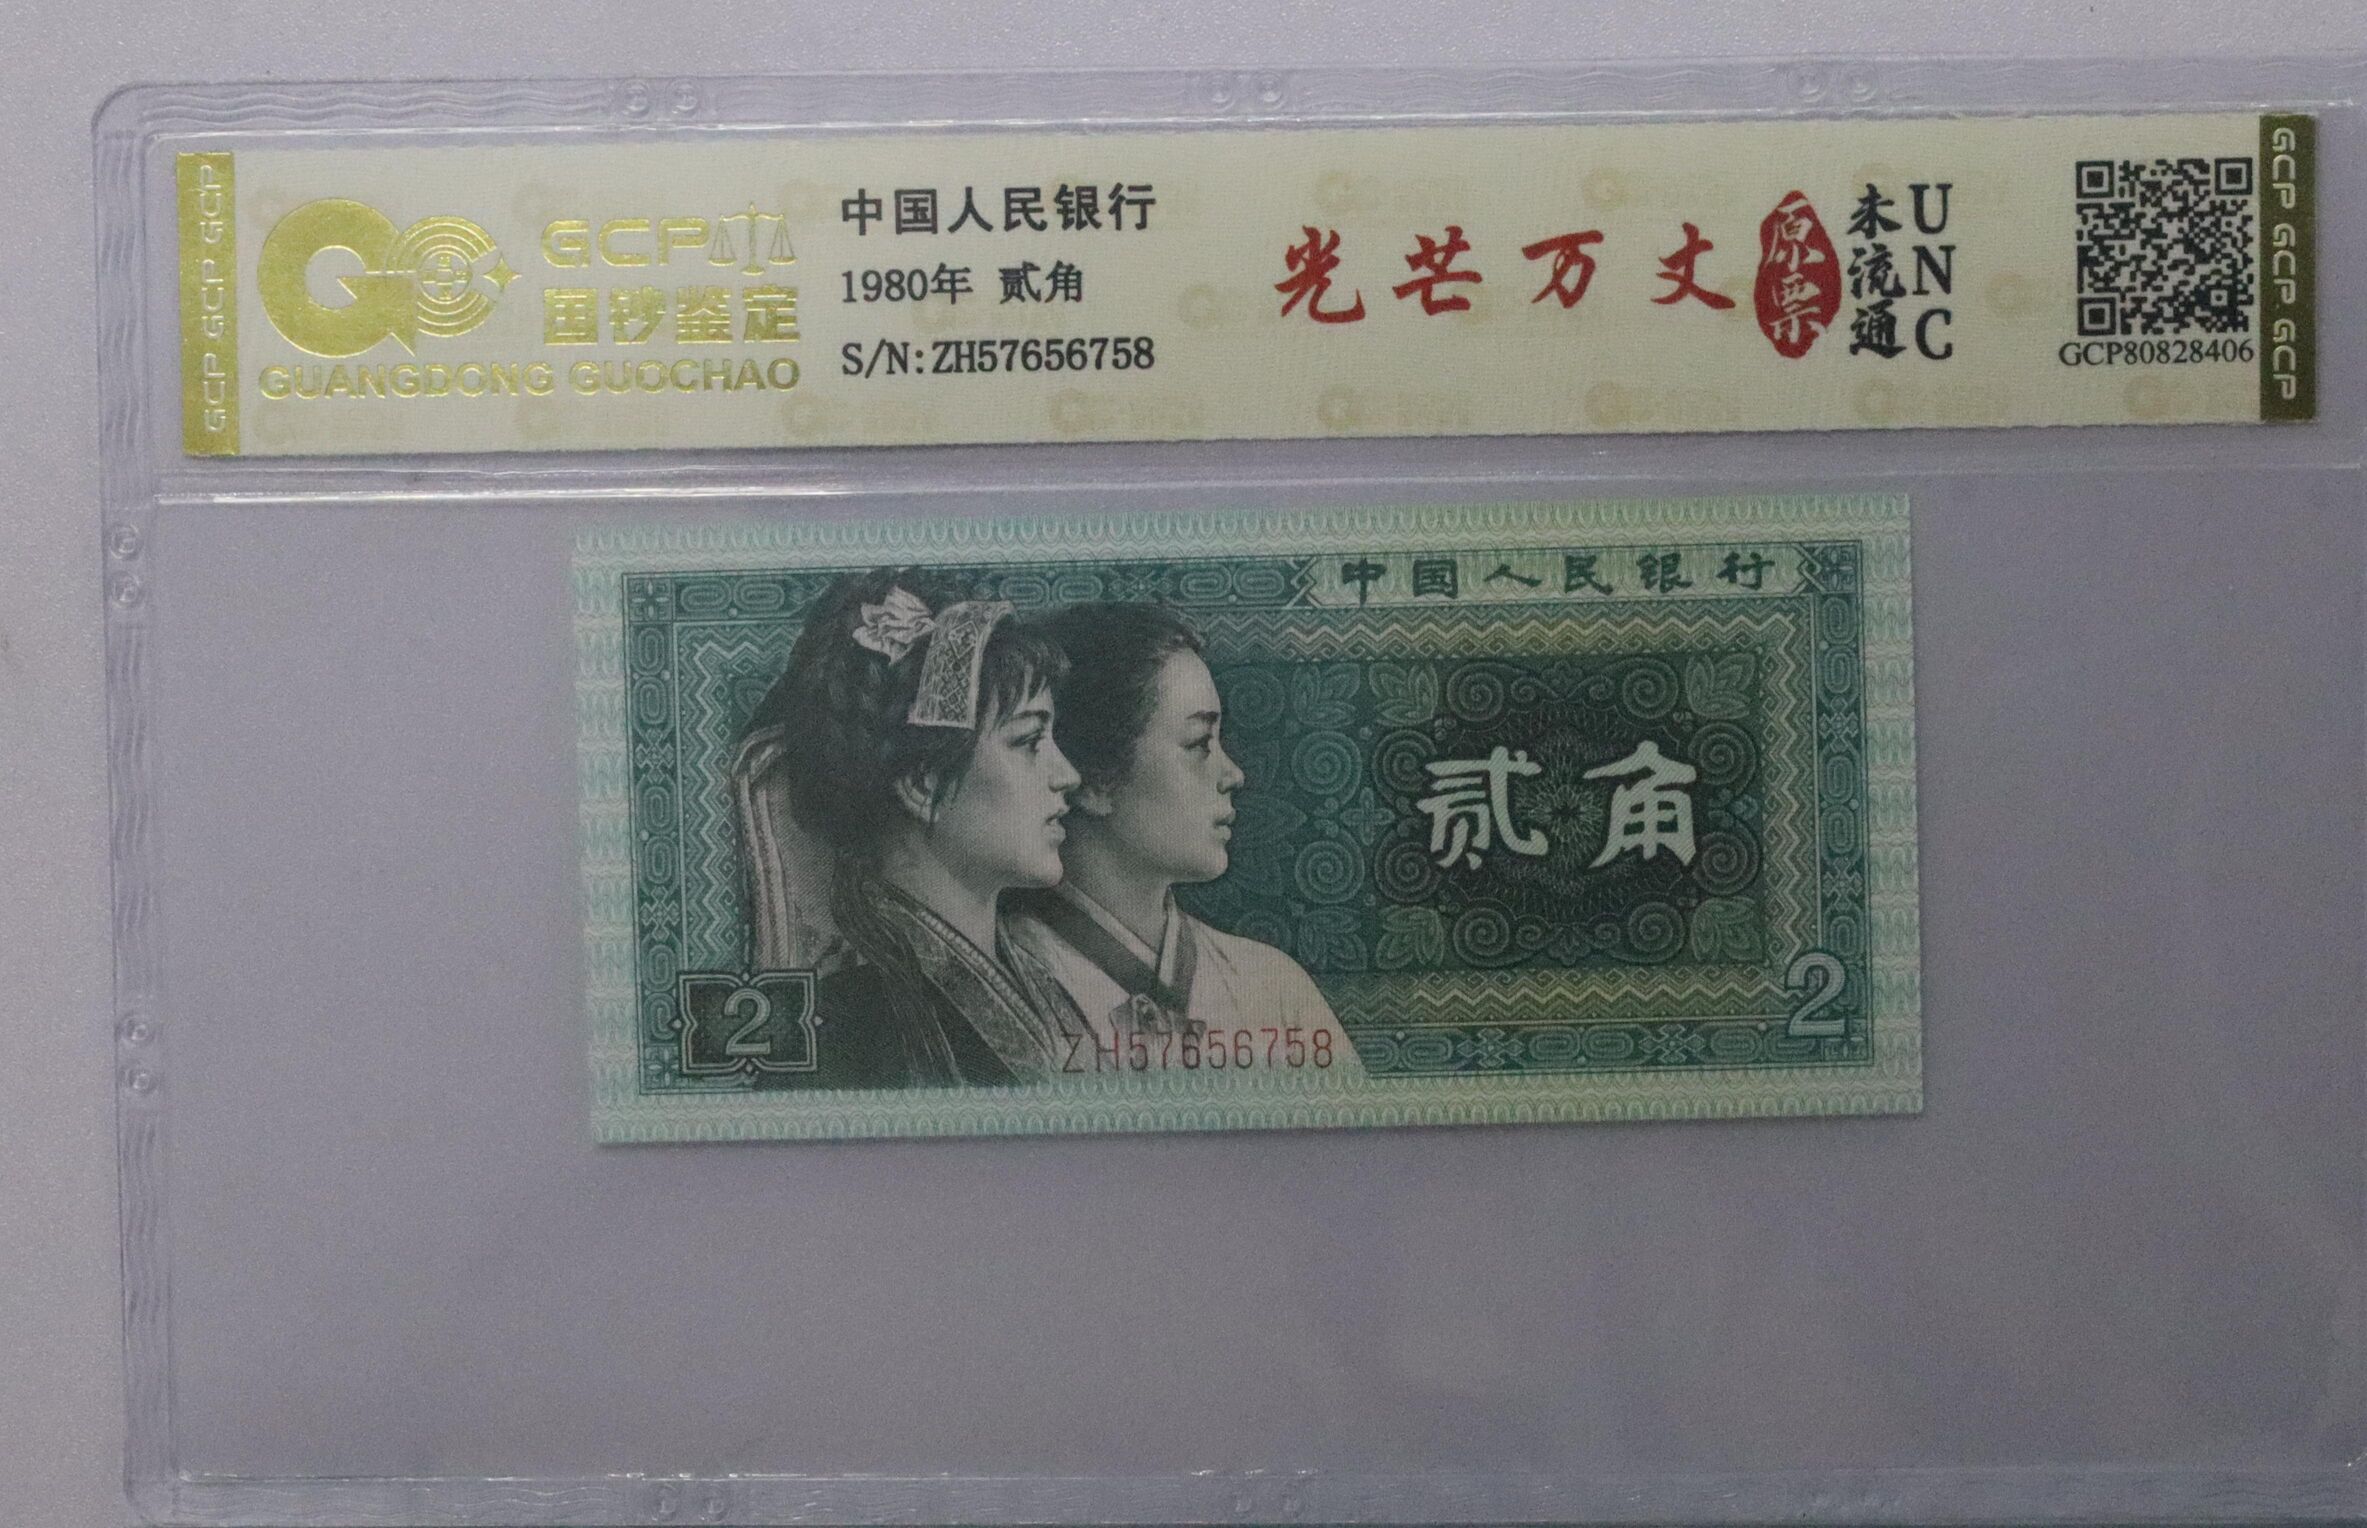 GCP GCP GCP
GCP
国钞鉴定
GUANGDONG GUOCHAO
中国人民银行
1980年 贰角
S/N:ZH57656758
光芒万丈
原票
未流通
UNC
GCP80828406
GCP GCP GCP
中国人民银行
贰角
2
2
ZH57656758